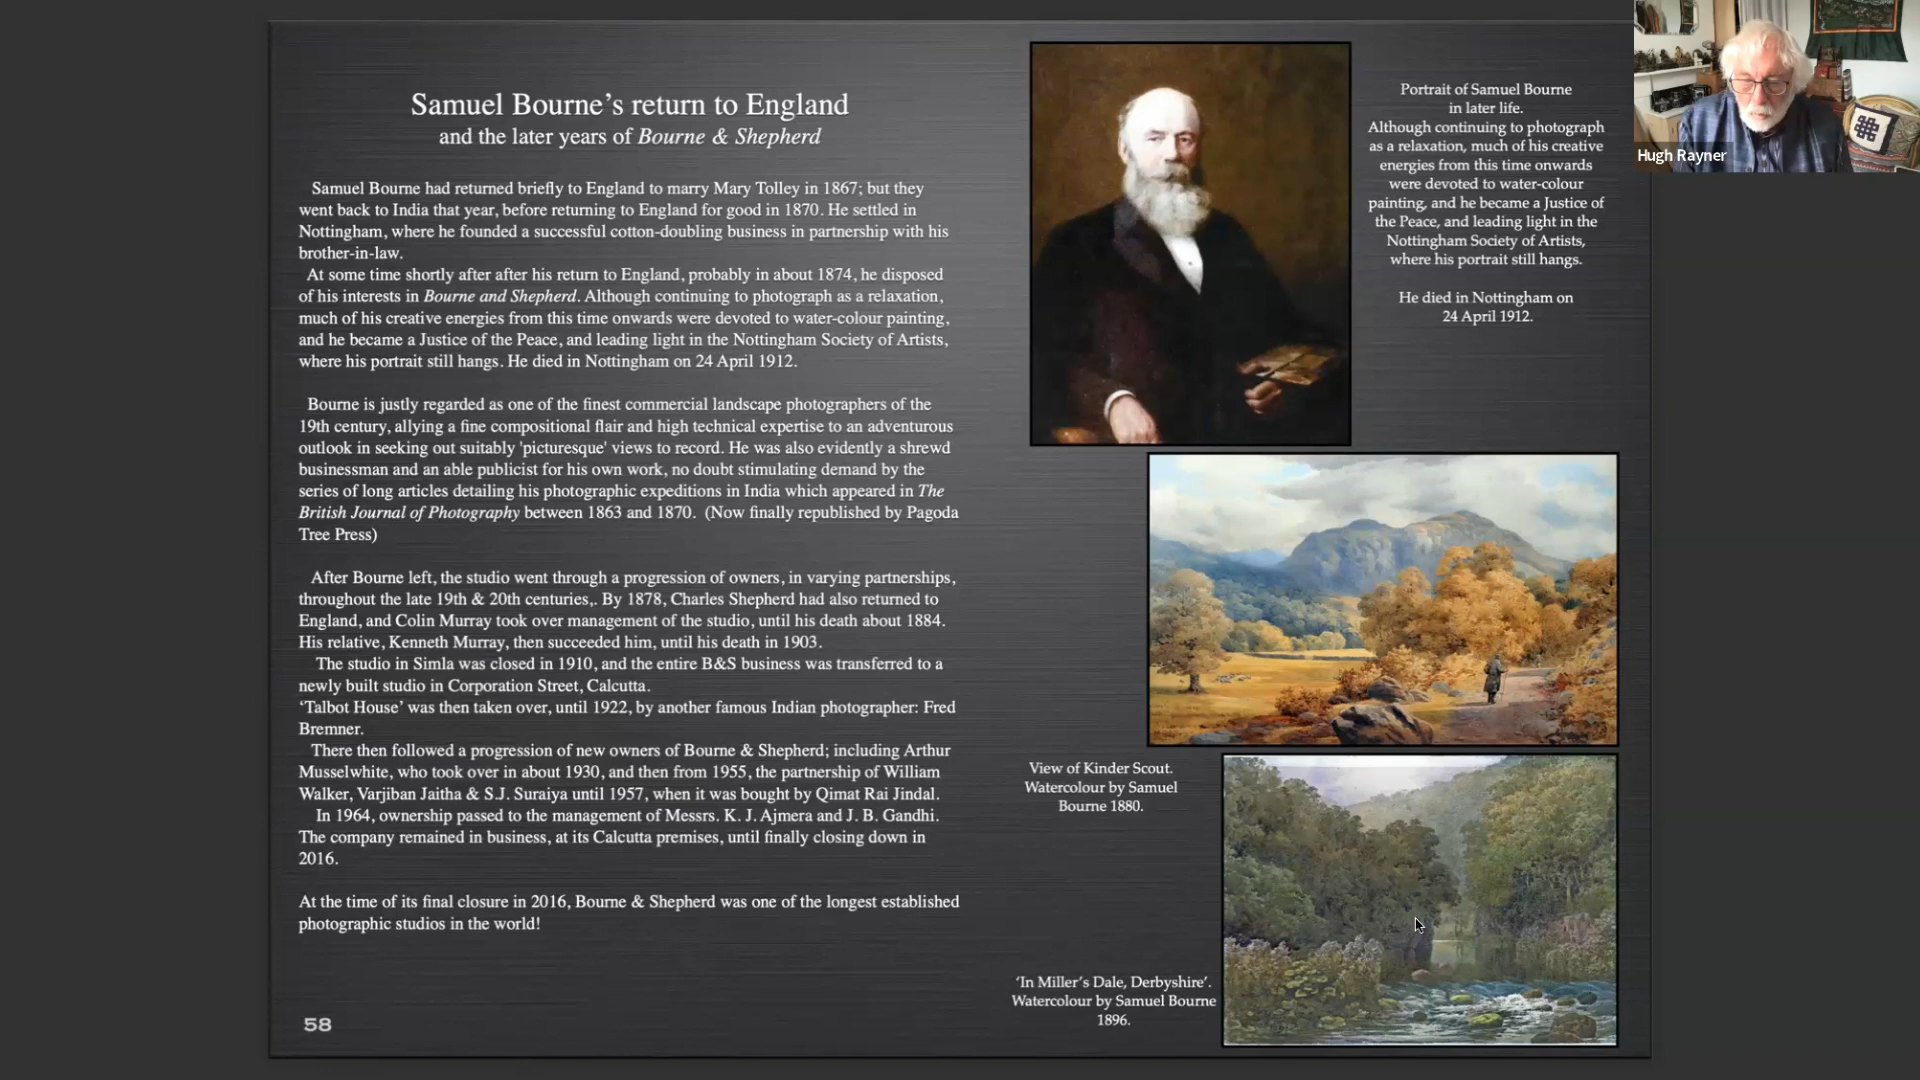 Samuel Bourne’s return to England
and the later years of Bourne & Shepherd
Samuel Bourne had returned briefly to England to marry Mary Tolley in 1867; but they
went back to India that year, before returning to England for good in 1870. He settled in
Nottingham, where he founded a successful cotton-doubling business in partnership with his
brother-in-law.
At some time shortly after after his return to England, probably in about 1874, he disposed
of his interests in Bourne and Shepherd. Although continuing to photograph as a relaxation,
much of his creative energies from this time onwards were devoted to water-colour painting,
and he became a Justice of the Peace, and leading light in the Nottingham Society of Artists,
where his portrait still hangs. He died in Nottingham on 24 April 1912.
Bourne is justly regarded as one of the finest commercial landscape photographers of the
19th century, allying a fine compositional flair and high technical expertise to an adventurous
outlook in seeking out suitably 'picturesque' views to record. He was also evidently a shrewd
businessman and an able publicist for his own work, no doubt stimulating demand by the
series of long articles detailing his photographic expeditions in India which appeared in The
British Journal of Photography between 1863 and 1870. (Now finally republished by Pagoda
Tree Press)
After Bourne left, the studio went through a progression of owners, in varying partnerships,
throughout the late 19th & 20th centuries,. By 1878, Charles Shepherd had also returned to
England, and Colin Murray took over management of the studio, until his death about 1884.
His relative, Kenneth Murray, then succeeded him, until his death in 1903.
The studio in Simla was closed in 1910, and the entire B&S business was transferred to a
newly built studio in Corporation Street, Calcutta.
‘Talbot House’ was then taken over, until 1922, by another famous Indian photographer: Fred
Bremner.
There then followed a progression of new owners of Bourne & Shepherd; including Arthur
Musselwhite, who took over in about 1930, and then from 1955, the partnership of William
Walker, Varjiban Jaitha & S.J. Suraiya until 1957, when it was bought by Qimat Rai Jindal.
In 1964, ownership passed to the management of Messrs. K. J. Ajmera and J. B. Gandhi.
The company remained in business, at its Calcutta premises, until finally closing down in
2016.
At the time of its final closure in 2016, Bourne & Shepherd was one of the longest established
photographic studios in the world!
58
Portrait of Samuel Bourne
in later life.
Although continuing to photograph
as a relaxation, much of his creative
energies from this time onwards
were devoted to water-colour
painting, and he became a Justice of
the Peace, and leading light in the
Nottingham Society of Artists,
where his portrait still hangs.
He died in Nottingham on
24 April 1912.
View of Kinder Scout.
Watercolour by Samuel
Bourne 1880.
‘In Miller’s Dale, Derbyshire’.
Watercolour by Samuel Bourne
1896.
Hugh Rayner